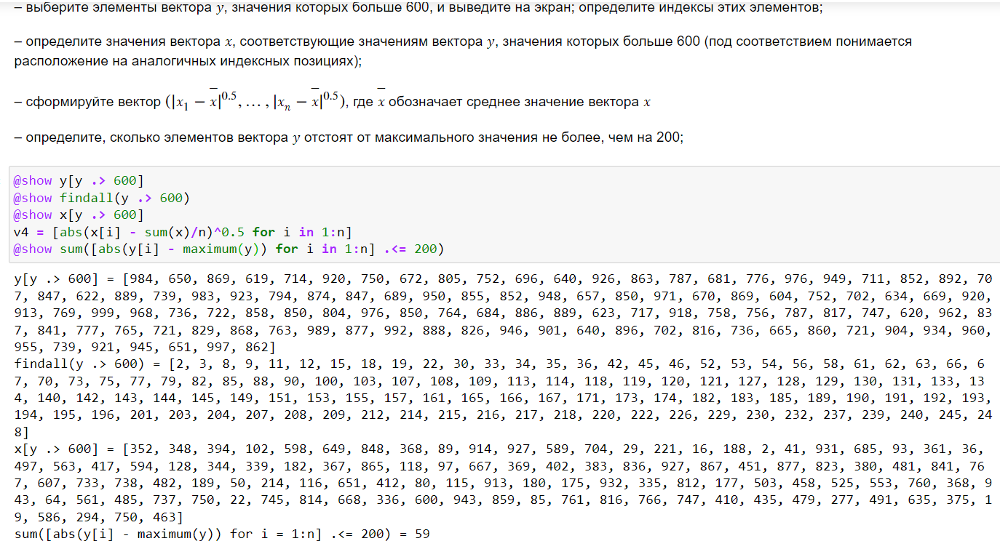 – выберите элементы вектора y, значения которых больше 600, и выведите на экран; определите индексы этих элементов;
– определите значения вектора x, соответствующие значениям вектора y, значения которых больше 600 (под соответствием понимается
расположение на аналогичных индексных позициях);
– сформируйте вектор (|x₁ − x̅|^0.5, … , |xₙ − x̅|^0.5), где x̅ обозначает среднее значение вектора x
– определите, сколько элементов вектора y отстоят от максимального значения не более, чем на 200;
@show y[y .> 600]
@show findall(y .> 600)
@show x[y .> 600]
v4 = [abs(x[i] - sum(x)/n)^0.5 for i in 1:n]
@show sum([abs(y[i] - maximum(y)) for i in 1:n] .<= 200)
y[y .> 600] = [984, 650, 869, 619, 714, 920, 750, 672, 805, 752, 696, 640, 926, 863, 787, 681, 776, 976, 949, 711, 852, 892, 70
7, 847, 622, 889, 739, 983, 923, 794, 874, 847, 689, 950, 855, 852, 948, 657, 850, 971, 670, 869, 604, 752, 702, 634, 669, 920,
913, 769, 999, 968, 736, 722, 858, 850, 804, 976, 850, 764, 684, 886, 889, 623, 717, 918, 758, 756, 787, 817, 747, 620, 962, 83
7, 841, 777, 765, 721, 829, 868, 763, 989, 877, 992, 888, 826, 946, 901, 640, 896, 702, 816, 736, 665, 860, 721, 904, 934, 960,
955, 739, 921, 945, 651, 997, 862]
findall(y .> 600) = [2, 3, 8, 9, 11, 12, 15, 18, 19, 22, 30, 33, 34, 35, 36, 42, 45, 46, 52, 53, 54, 56, 58, 61, 62, 63, 66, 6
7, 70, 73, 75, 77, 79, 82, 85, 88, 90, 100, 103, 107, 108, 109, 113, 114, 118, 119, 120, 121, 127, 128, 129, 130, 131, 133, 13
4, 140, 142, 143, 144, 145, 149, 151, 153, 155, 157, 161, 165, 166, 167, 171, 173, 174, 182, 183, 185, 189, 190, 191, 192, 193,
194, 195, 196, 201, 203, 204, 207, 208, 209, 212, 214, 215, 216, 217, 218, 220, 222, 226, 229, 230, 232, 237, 239, 240, 245, 24
8]
x[y .> 600] = [352, 348, 394, 102, 598, 649, 848, 368, 89, 914, 927, 589, 704, 29, 221, 16, 188, 2, 41, 931, 685, 93, 361, 36,
497, 563, 417, 594, 128, 344, 339, 182, 367, 865, 118, 97, 667, 369, 402, 383, 836, 927, 867, 451, 877, 823, 380, 481, 841, 76
7, 607, 733, 738, 482, 189, 50, 214, 116, 651, 412, 80, 115, 913, 180, 175, 932, 335, 812, 177, 503, 458, 525, 553, 760, 368, 9
43, 64, 561, 485, 737, 750, 22, 745, 814, 668, 336, 600, 943, 859, 85, 761, 816, 766, 747, 410, 435, 479, 277, 491, 635, 375, 1
9, 586, 294, 750, 463]
sum([abs(y[i] - maximum(y)) for i = 1:n] .<= 200) = 59